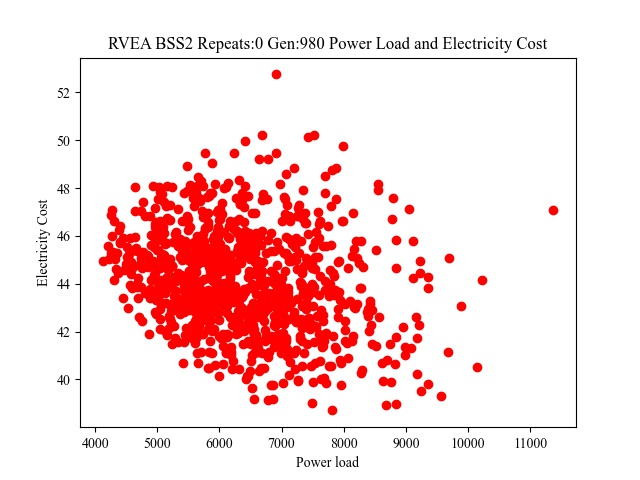 RVEA BSS2 Repeats:0 Gen:980 Power Load and Electricity Cost
52
50
48
46
44
42
40
Electricity Cost
4000 5000 6000 7000 8000 9000 10000 11000
Power load